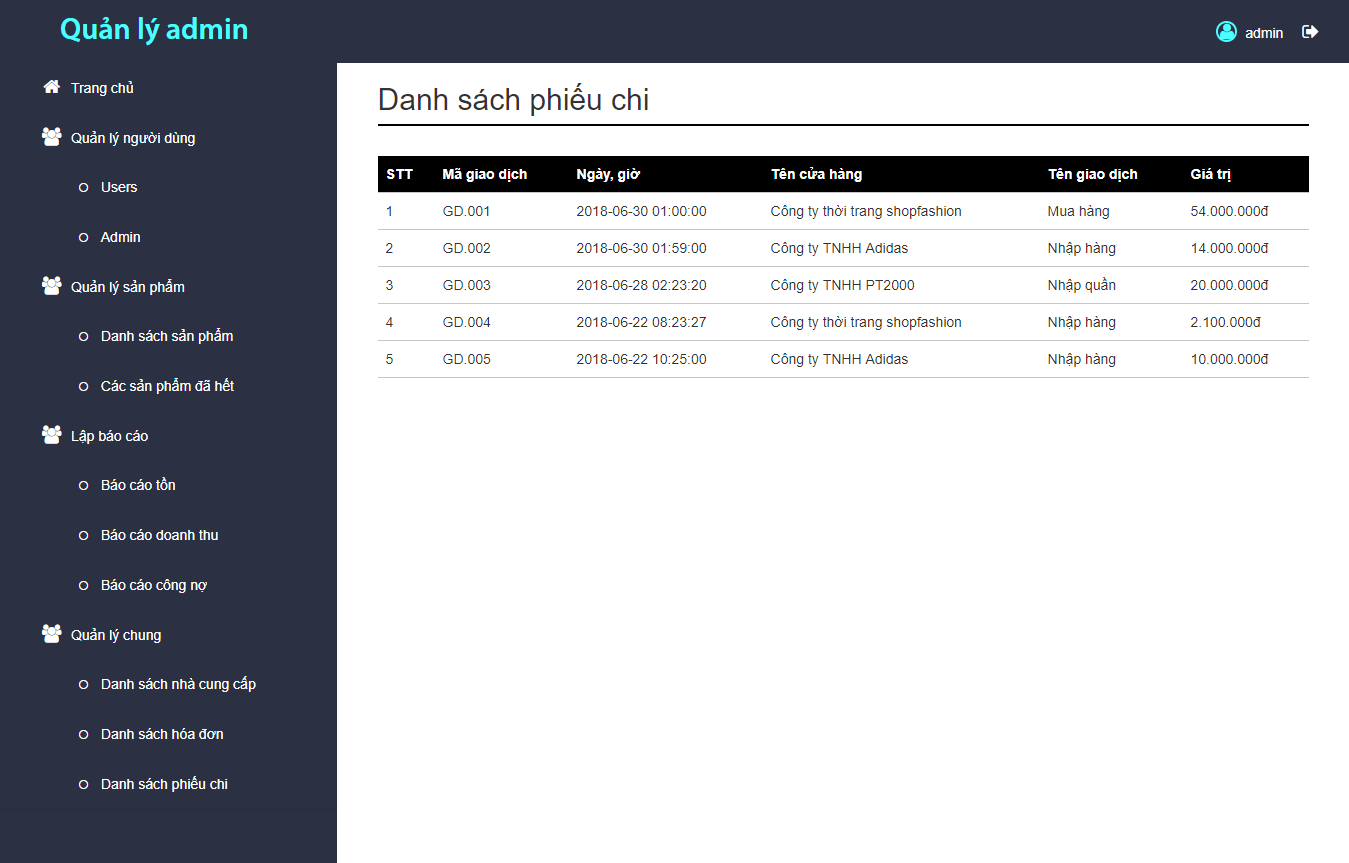 Quản lý admin
admin
Trang chủ
Quản lý người dùng
Users
Admin
Quản lý sản phẩm
Danh sách sản phẩm
Các sản phẩm đã hết
Lập báo cáo
Báo cáo tồn
Báo cáo doanh thu
Báo cáo công nợ
Quản lý chung
Danh sách nhà cung cấp
Danh sách hóa đơn
Danh sách phiếu chi
Danh sách phiếu chi
STT Mã giao dịch Ngày, giờ Tên cửa hàng Tên giao dịch Giá trị
1 GD.001 2018-06-30 01:00:00 Công ty thời trang shopfashion Mua hàng 54.000.000đ
2 GD.002 2018-06-30 01:59:00 Công ty TNHH Adidas Nhập hàng 14.000.000đ
3 GD.003 2018-06-28 02:23:20 Công ty TNHH PT2000 Nhập quần 20.000.000đ
4 GD.004 2018-06-22 08:23:27 Công ty thời trang shopfashion Nhập hàng 2.100.000đ
5 GD.005 2018-06-22 10:25:00 Công ty TNHH Adidas Nhập hàng 10.000.000đ